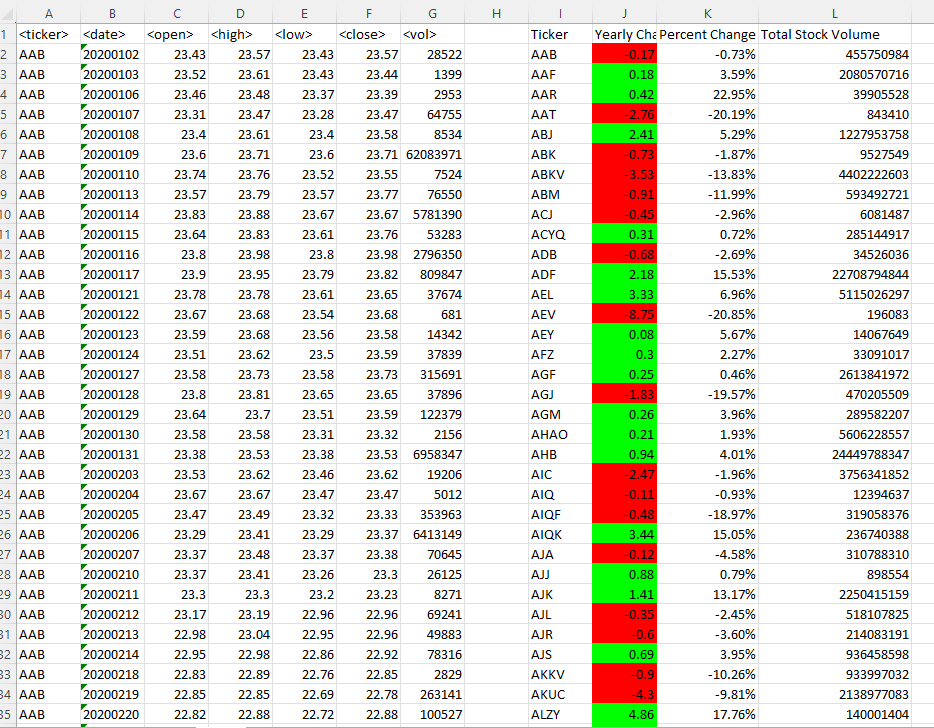 A B C D E F G H I J K L
1 <ticker> <date> <open> <high> <low> <close> <vol> Ticker Yearly Cha Percent Change Total Stock Volume
2 AAB 20200102 23.43 23.57 23.43 23.57 28522 AAB -0.17 -0.73% 455750984
3 AAB 20200103 23.52 23.61 23.43 23.44 1399 AAF 0.18 3.59% 2080570716
4 AAB 20200106 23.46 23.48 23.37 23.39 2953 AAR 0.42 22.95% 39905528
5 AAB 20200107 23.31 23.47 23.28 23.47 64755 AAT -2.76 -20.19% 843410
6 AAB 20200108 23.4 23.61 23.4 23.58 8534 ABJ 2.41 5.29% 1227953758
7 AAB 20200109 23.6 23.71 23.6 23.71 62083971 ABK -0.73 -1.87% 9527549
8 AAB 20200110 23.74 23.76 23.52 23.55 7524 ABKV -3.53 -13.83% 4402222603
9 AAB 20200113 23.57 23.79 23.57 23.77 76550 ABM -0.91 -11.99% 593492721
10 AAB 20200114 23.83 23.88 23.67 23.67 5781390 ACJ -0.45 -2.96% 6081487
11 AAB 20200115 23.64 23.83 23.61 23.76 53283 ACYQ 0.31 0.72% 285144917
12 AAB 20200116 23.8 23.98 23.8 23.98 2796350 ADB -0.68 -2.69% 34526036
13 AAB 20200117 23.9 23.95 23.79 23.82 809847 ADF 2.18 15.53% 22708794844
14 AAB 20200121 23.78 23.78 23.61 23.65 37674 AEL 3.33 6.96% 5115026297
15 AAB 20200122 23.67 23.68 23.54 23.68 681 AEV -8.75 -20.85% 196083
16 AAB 20200123 23.59 23.68 23.56 23.68 14342 AEY 0.08 5.67% 14067649
17 AAB 20200124 23.51 23.62 23.5 23.59 37839 AFZ 0.3 2.27% 33091017
18 AAB 20200127 23.58 23.73 23.58 23.73 315691 AGF 0.25 0.46% 2613841972
19 AAB 20200128 23.8 23.81 23.65 23.65 37896 AGJ -1.83 -19.57% 470205509
20 AAB 20200129 23.64 23.7 23.51 23.59 122379 AGM 0.26 3.96% 289582207
21 AAB 20200130 23.58 23.58 23.31 23.32 2156 AHAO 0.21 1.93% 5606228557
22 AAB 20200131 23.38 23.53 23.38 23.53 6958347 AHB 0.94 4.01% 24449788347
23 AAB 20200203 23.53 23.62 23.46 23.62 19206 AIC -2.47 -1.96% 3756341852
24 AAB 20200204 23.67 23.67 23.47 23.47 5012 AIQ -0.11 -0.93% 12394637
25 AAB 20200205 23.47 23.49 23.32 23.33 353963 AIQF -0.48 -18.97% 319058376
26 AAB 20200206 23.29 23.41 23.29 23.37 6413149 AIQK 3.44 15.05% 236740388
27 AAB 20200207 23.37 23.48 23.37 23.38 70645 AJA -0.12 -4.58% 310788310
28 AAB 20200210 23.37 23.41 23.26 23.3 26125 AJJ 0.88 0.79% 898554
29 AAB 20200211 23.3 23.3 23.2 23.23 8271 AJK 1.41 13.17% 2250415159
30 AAB 20200212 23.17 23.19 22.96 22.96 69241 AJL -0.35 -2.45% 518107825
31 AAB 20200213 22.98 23.04 22.95 22.96 49883 AJR -0.6 -3.60% 214083191
32 AAB 20200214 22.95 22.98 22.86 22.92 78316 AJS 0.69 3.95% 936458598
33 AAB 20200218 22.83 22.89 22.76 22.85 2829 AKKV -0.9 -10.26% 933997032
34 AAB 20200219 22.85 22.85 22.69 22.78 263141 AKUC -4.3 -9.81% 2138977083
35 AAB 20200220 22.82 22.88 22.72 22.88 100527 ALZY 4.86 17.76% 140001404